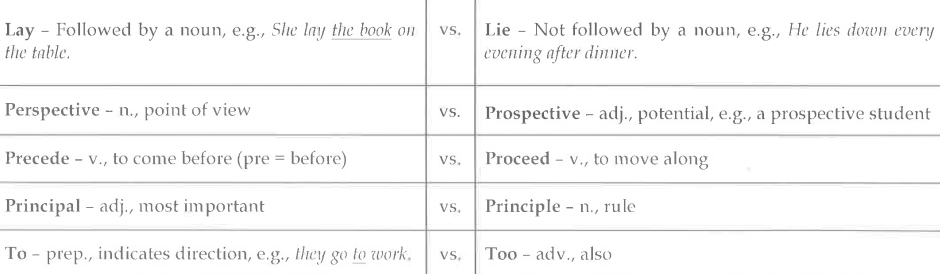 Lay – Followed by a noun, e.g., She lay the book on the table.
vs.
Lie – Not followed by a noun, e.g., He lies down every evening after dinner.
Perspective – n., point of view
vs.
Prospective – adj., potential, e.g., a prospective student
Precede – v., to come before (pre = before)
vs.
Proceed – v., to move along
Principal – adj., most important
vs.
Principle – n., rule
To – prep., indicates direction, e.g., they go to work.
vs.
Too – adv., also